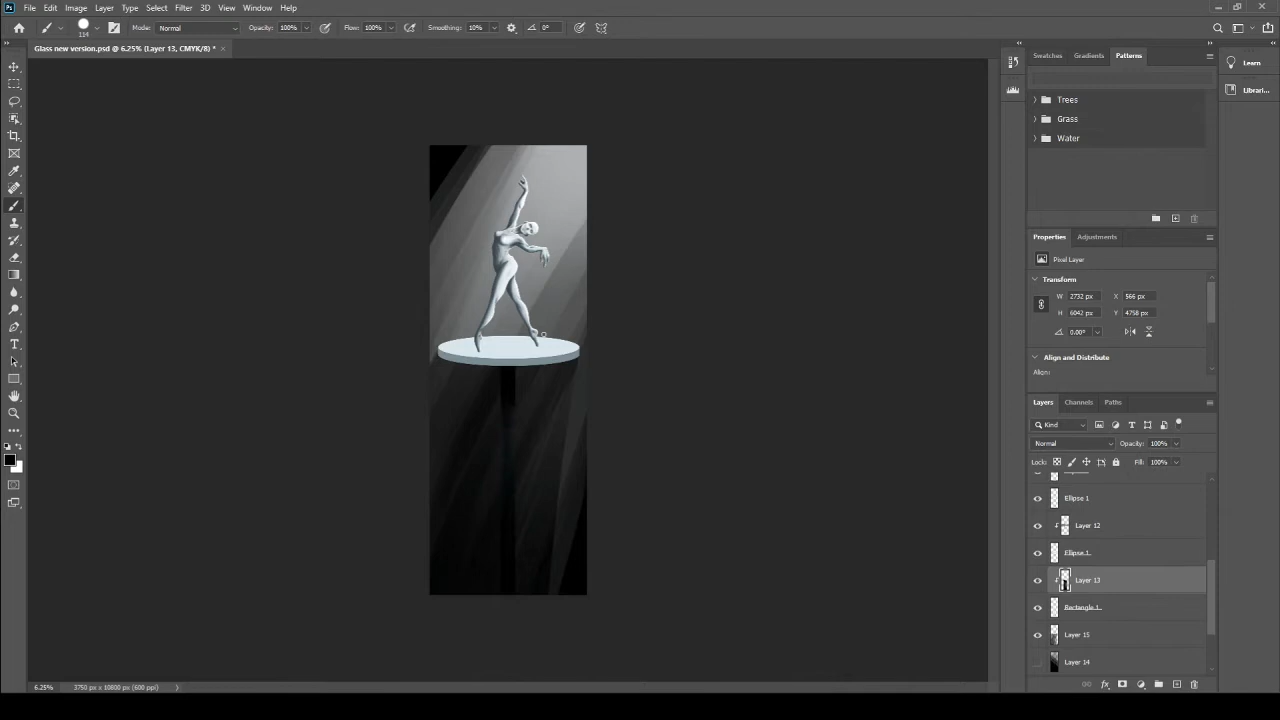 Ps File Edit Image Layer Type Select Filter 3D View Window Help
134 Mode: Normal Opacity: 100% Flow: 100% Smoothing: 10% 0°
Glass new version.psd @ 6.25% (Layer 13, CMYK/8) *
Swatches Gradients Patterns
Learn
Librari...
Trees
Grass
Water
Properties Adjustments
Pixel Layer
Transform
W 2732 px X 566 px
H 6042 px Y 4758 px
0.00°
Align and Distribute
Align:
Layers Channels Paths
Kind
Normal Opacity: 100%
Lock: Fill: 100%
Ellipse 1
Layer 12
Ellipse 1
Layer 13
Rectangle 1
Layer 15
Layer 14
6.25% 3750 px x 10800 px (600 ppi)